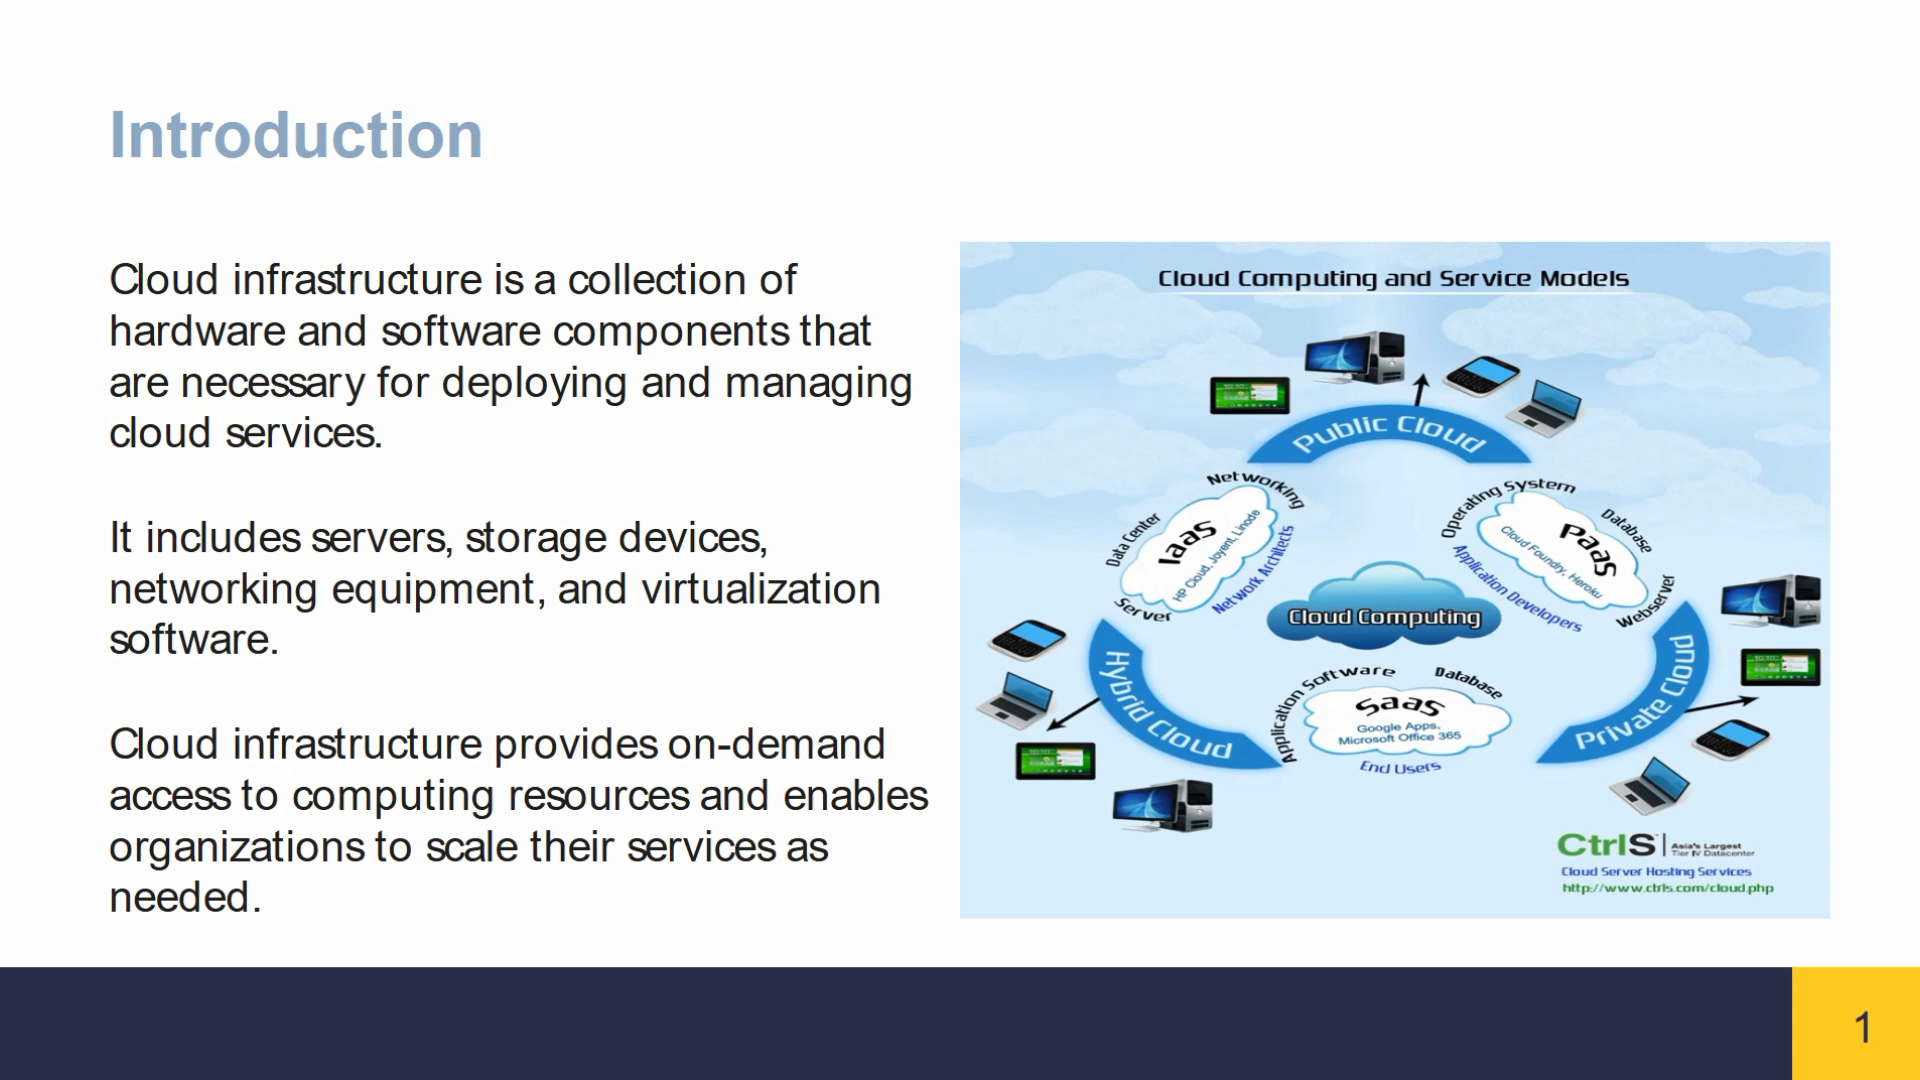 Introduction
Cloud infrastructure is a collection of
hardware and software components that
are necessary for deploying and managing
cloud services.
It includes servers, storage devices,
networking equipment, and virtualization
software.
Cloud infrastructure provides on-demand
access to computing resources and enables
organizations to scale their services as
needed.
Cloud Computing and Service Models
Public Cloud
Networking
Data Center
IaaS
HP Cloud, Joyent, Linode
Network Architects
Server
Operating System
Database
PaaS
Cloud Foundry, Heroku
Application Developers
Webserver
Cloud Computing
Hybrid Cloud
Private Cloud
Application Software
Database
SaaS
Google Apps,
Microsoft Office 365
End Users
CtrlS
Asia's Largest
Tier IV Datacenter
Cloud Server Hosting Services
http://www.ctrls.com/cloud.php
1